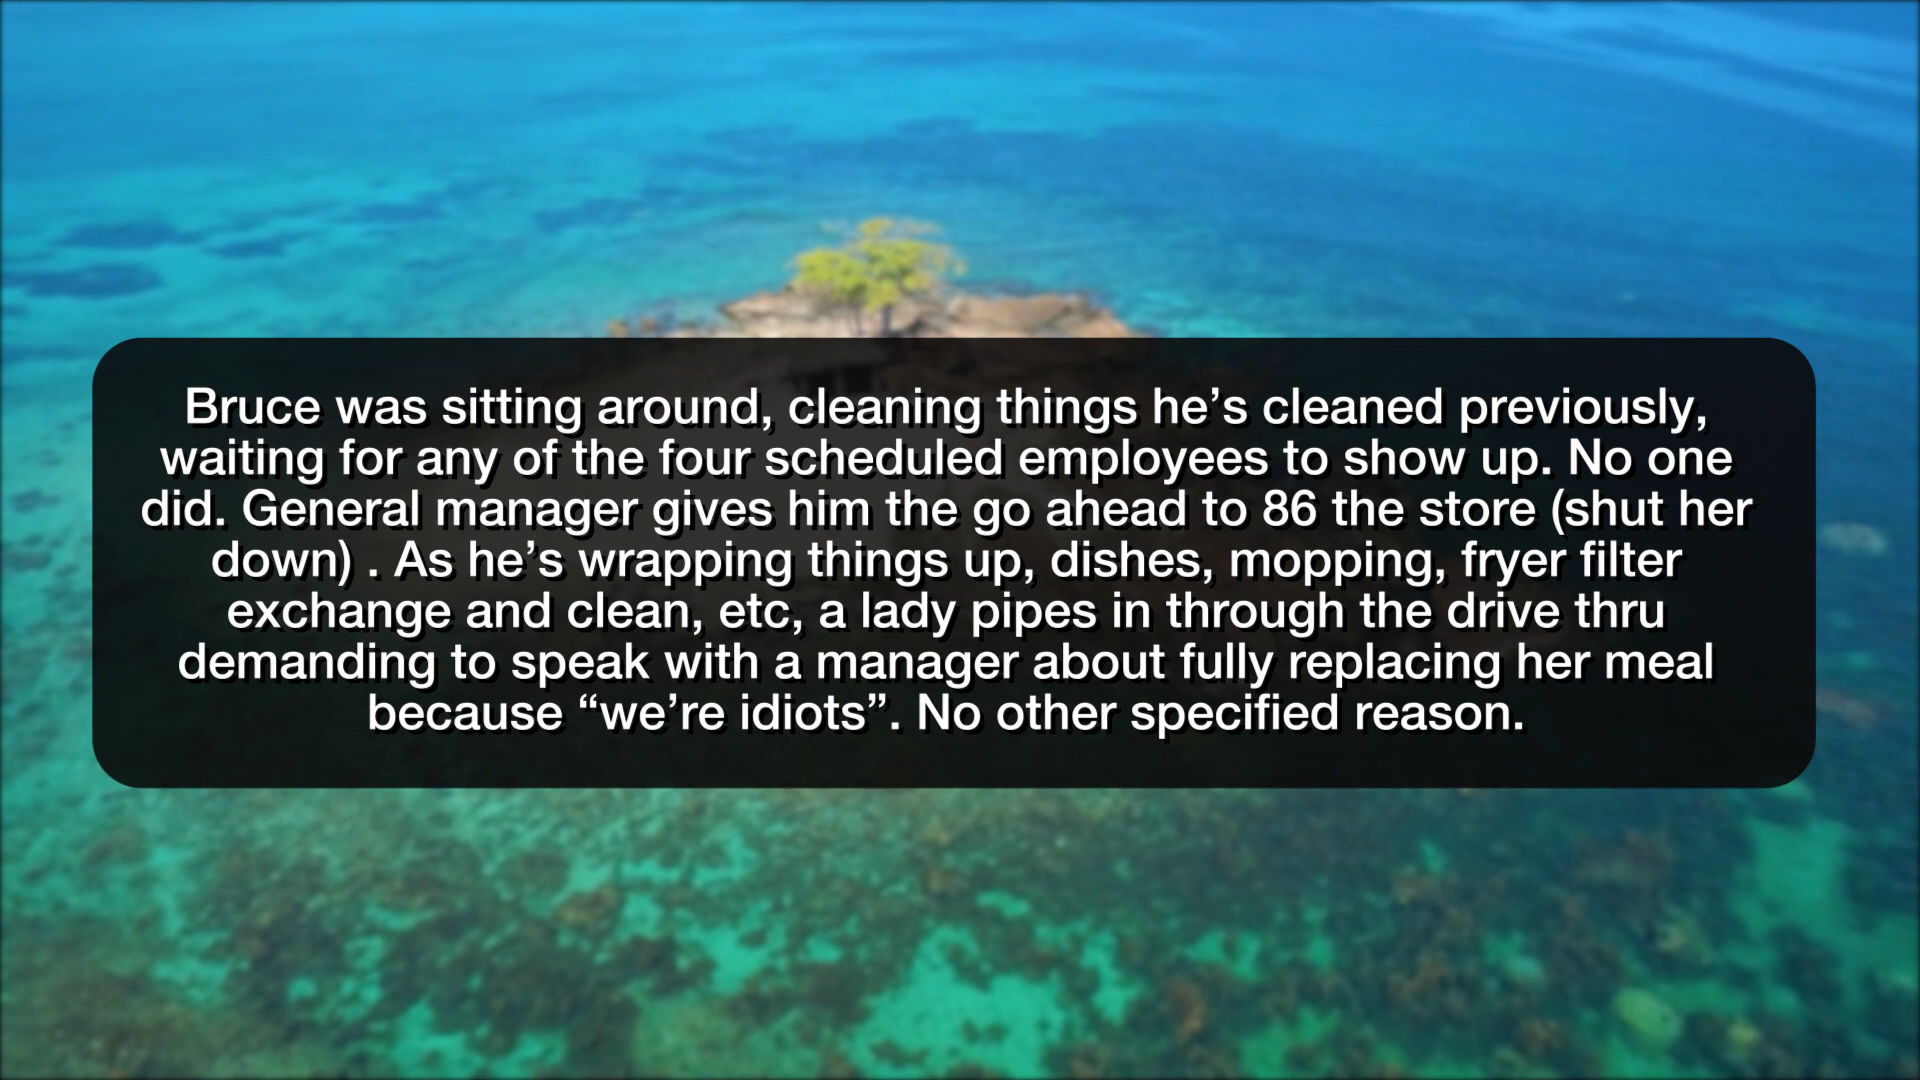 Bruce was sitting around, cleaning things he’s cleaned previously,
waiting for any of the four scheduled employees to show up. No one
did. General manager gives him the go ahead to 86 the store (shut her
down) . As he’s wrapping things up, dishes, mopping, fryer filter
exchange and clean, etc, a lady pipes in through the drive thru
demanding to speak with a manager about fully replacing her meal
because “we’re idiots”. No other specified reason.